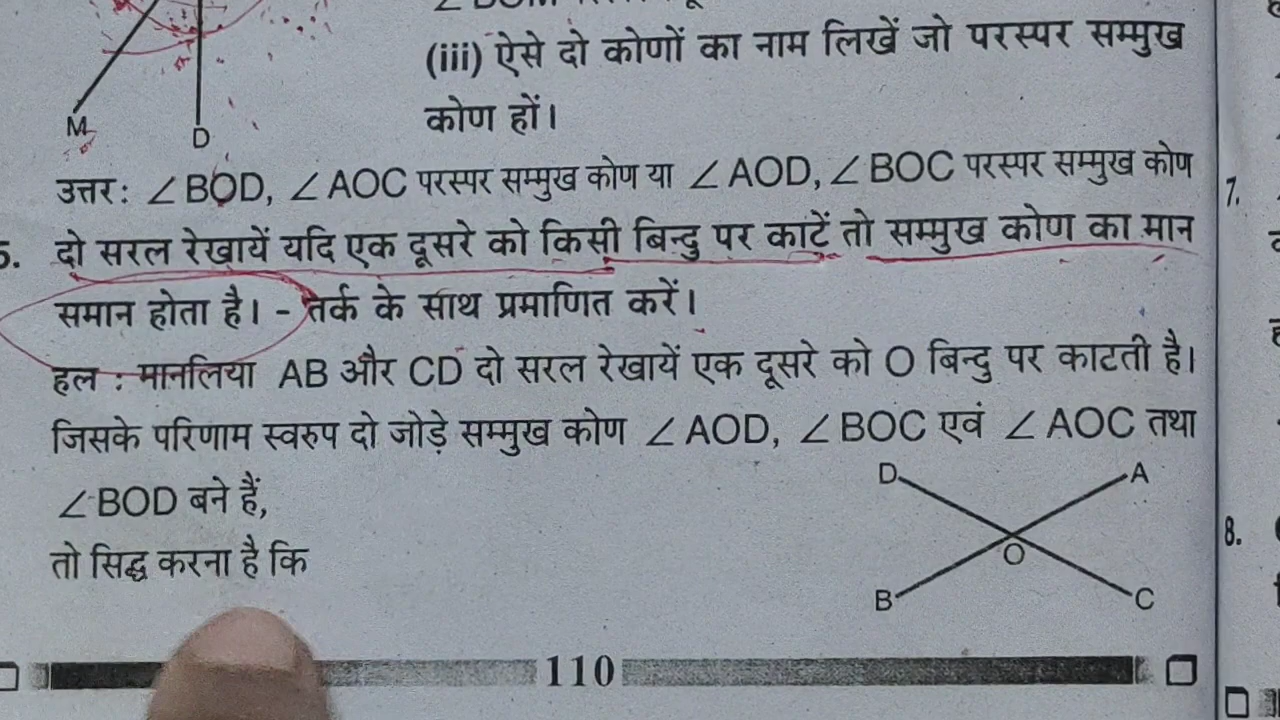 (iii) ऐसे दो कोणों का नाम लिखें जो परस्पर सम्मुख
कोण हों।
M
D
उत्तर: ∠BOD, ∠AOC परस्पर सम्मुख कोण या ∠AOD, ∠BOC परस्पर सम्मुख कोण
7.
दो सरल रेखायें यदि एक दूसरे को किसी बिन्दु पर काटें तो सम्मुख कोण का मान
समान होता है। - तर्क के साथ प्रमाणित करें।
हल : मानलिया AB और CD दो सरल रेखायें एक दूसरे को O बिन्दु पर काटती है।
जिसके परिणाम स्वरुप दो जोड़े सम्मुख कोण ∠AOD, ∠BOC एवं ∠AOC तथा
∠BOD बने हैं,
D A
8.
तो सिद्ध करना है कि
O
B C
110